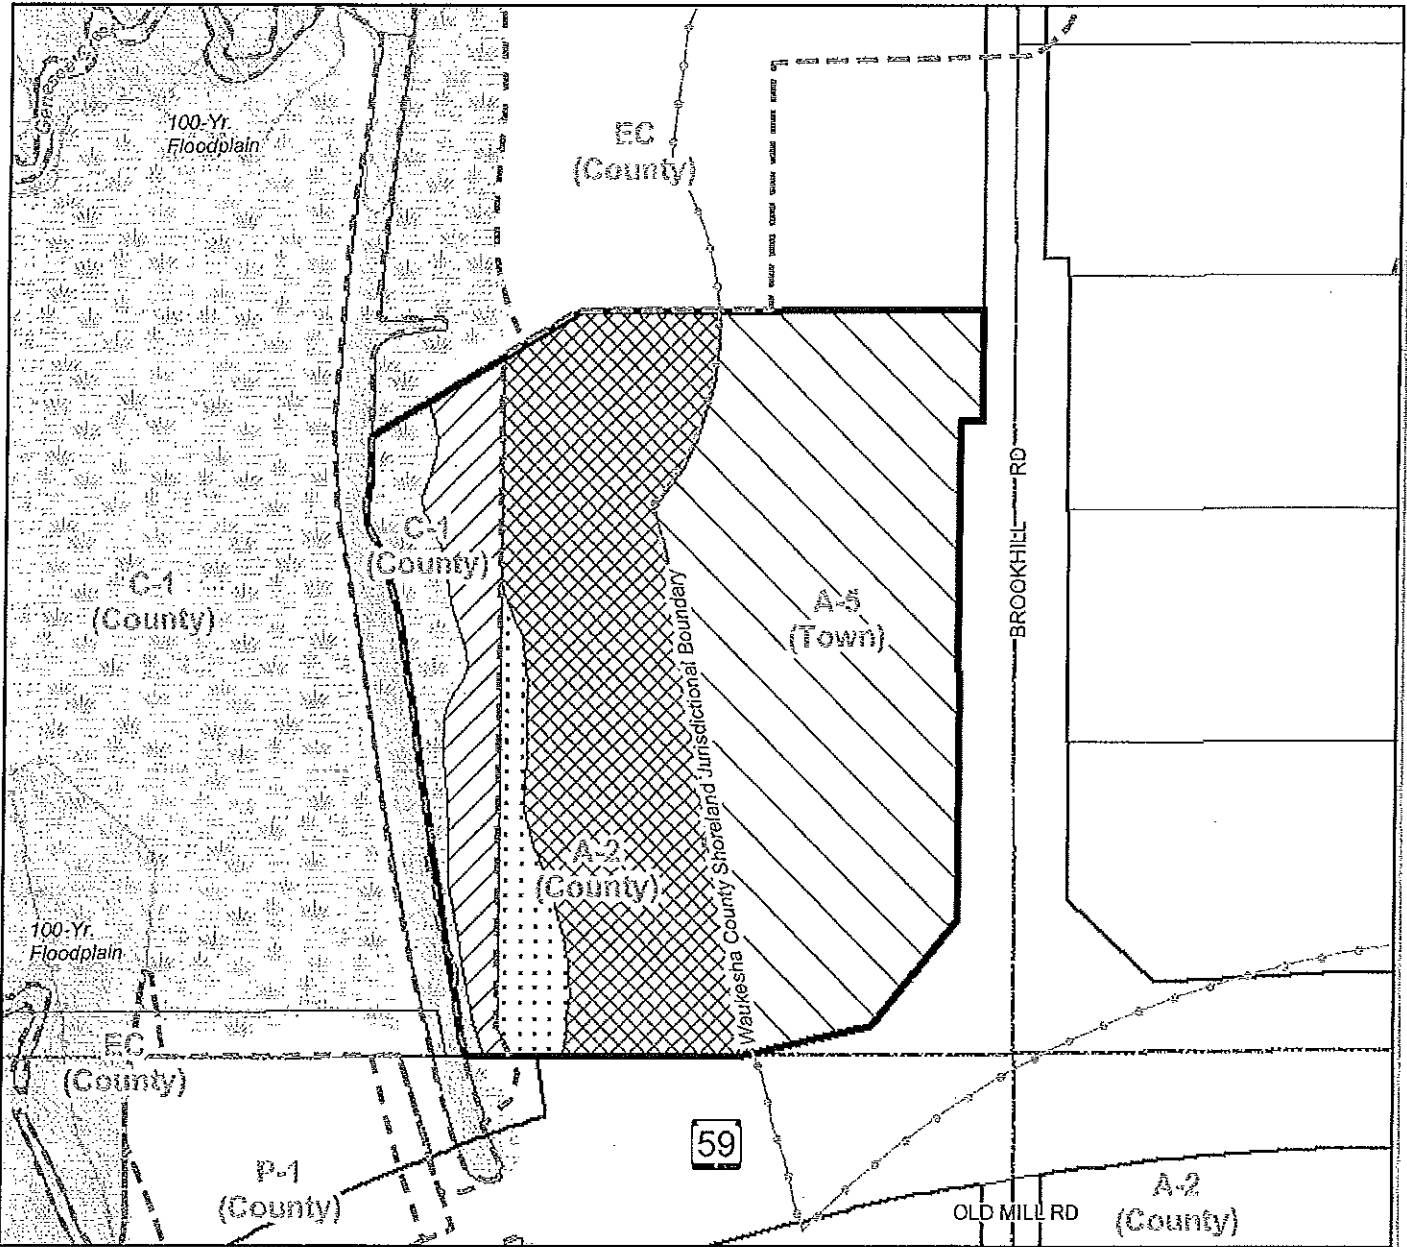 Genesee
100-Yr.
Floodplain
EC
(County)
C-1
(County)
C-1
(County)
A-5
(Town)
BROOKHILL RD
Waukesha County Shoreland Jurisdictional Boundary
A-2
(County)
100-Yr.
Floodplain
EC
(County)
59
P-1
(County)
OLD MILL RD
A-2
(County)